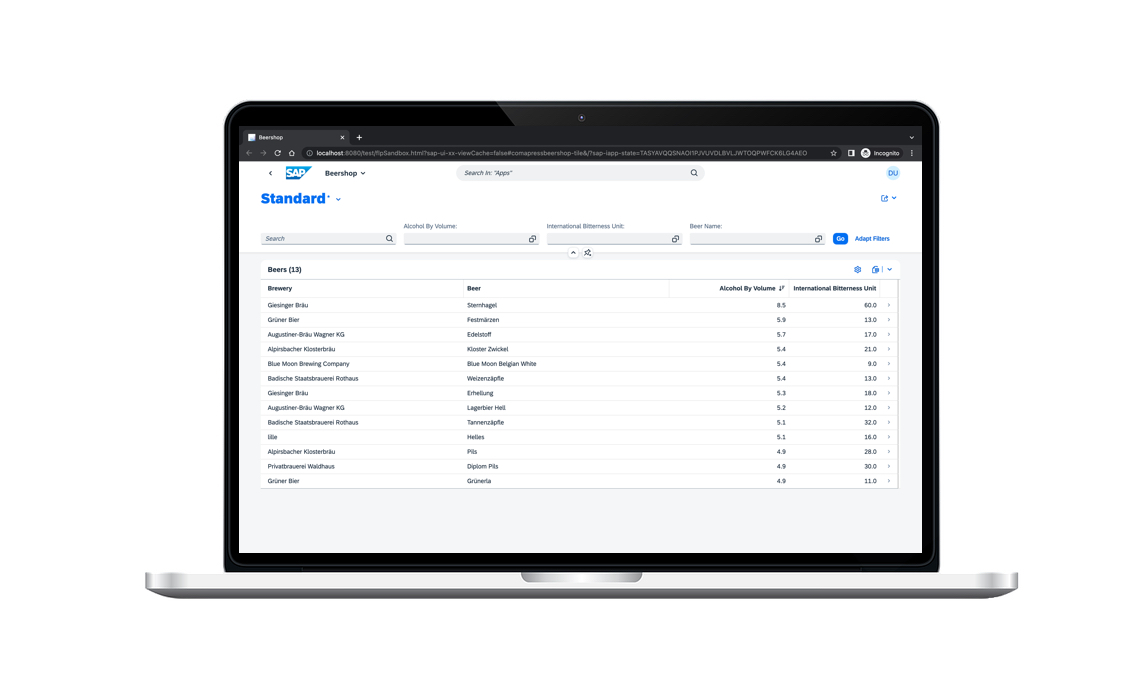 Beershop
localhost:8080/test/flpSandbox.html?sap-ui-xx-viewCache=false#comapressbeershop-tile&/?sap-iapp-state=TASYAVQQSNAOI1PJVUVDLBVLJWTOQPWFCK6LG4AEO
Incognito
SAP Beershop Search In: "Apps" DU
Standard*
Alcohol By Volume: International Bitterness Unit: Beer Name:
Search Go Adapt Filters
Beers (13)
Brewery Beer Alcohol By Volume International Bitterness Unit
Giesinger Bräu Sternhagel 8.5 60.0
Grüner Bier Festmärzen 5.9 13.0
Augustiner-Bräu Wagner KG Edelstoff 5.7 17.0
Alpirsbacher Klosterbräu Kloster Zwickel 5.4 21.0
Blue Moon Brewing Company Blue Moon Belgian White 5.4 9.0
Badische Staatsbrauerei Rothaus Weizenzäpfle 5.4 13.0
Giesinger Bräu Erhellung 5.3 18.0
Augustiner-Bräu Wagner KG Lagerbier Hell 5.2 12.0
Badische Staatsbrauerei Rothaus Tannenzäpfle 5.1 32.0
lille Helles 5.1 16.0
Alpirsbacher Klosterbräu Pils 4.9 28.0
Privatbrauerei Waldhaus Diplom Pils 4.9 30.0
Grüner Bier Grünerla 4.9 11.0